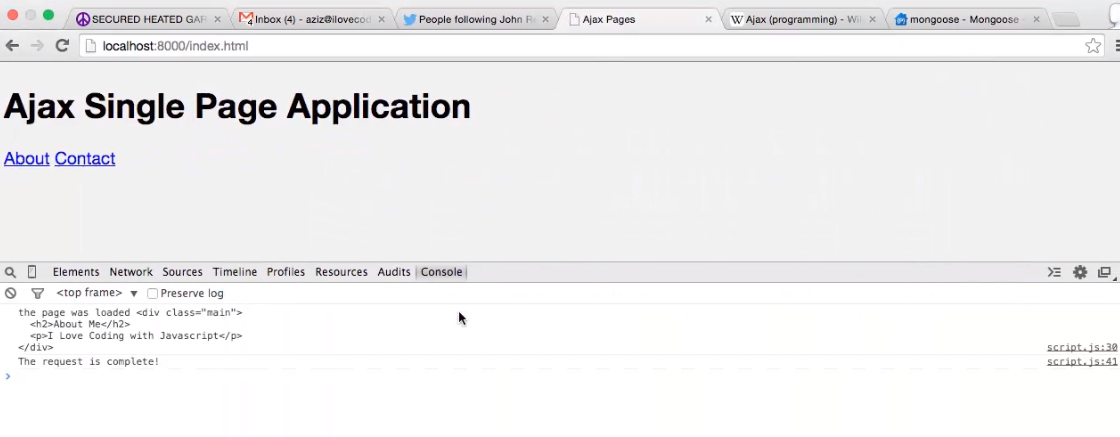 SECURED HEATED GAR
Inbox (4) - aziz@ilovecod
People following John Re
Ajax Pages
Ajax (programming) - Wi
mongoose - Mongoose
localhost:8000/index.html
Ajax Single Page Application
About Contact
Elements Network Sources Timeline Profiles Resources Audits Console
<top frame> ▼ Preserve log
the page was loaded <div class="main">
<h2>About Me</h2>
<p>I Love Coding with Javascript</p>
</div> script.js:30
The request is complete! script.js:41